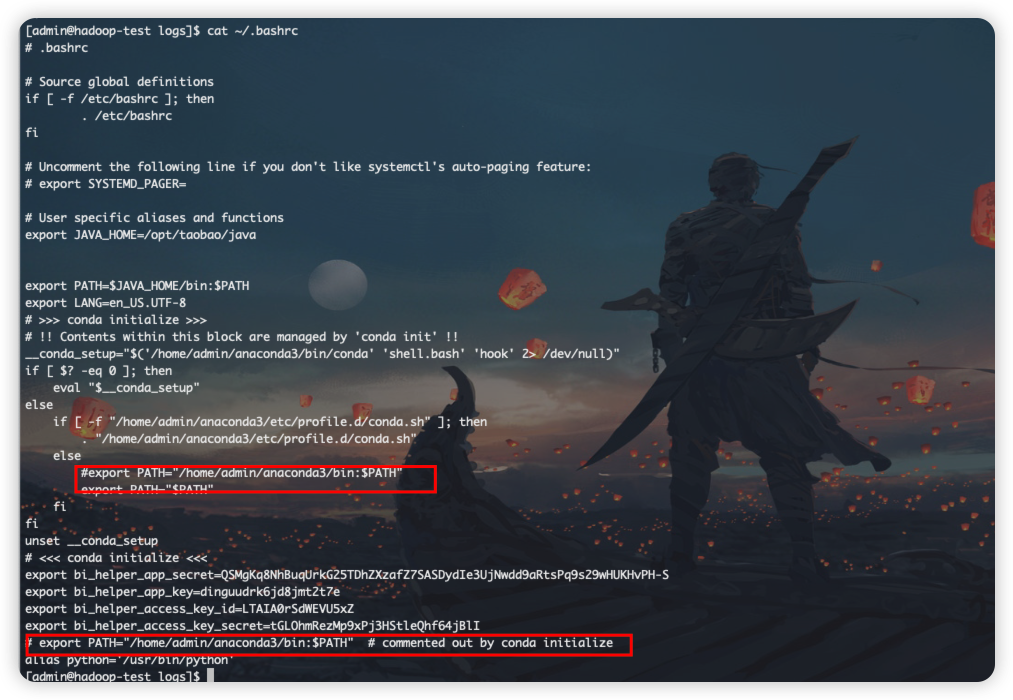 [admin@hadoop-test logs]$ cat ~/.bashrc
# .bashrc
# Source global definitions
if [ -f /etc/bashrc ]; then
        . /etc/bashrc
fi
# Uncomment the following line if you don't like systemctl's auto-paging feature:
# export SYSTEMD_PAGER=
# User specific aliases and functions
export JAVA_HOME=/opt/taobao/java
export PATH=$JAVA_HOME/bin:$PATH
export LANG=en_US.UTF-8
# >>> conda initialize >>>
# !! Contents within this block are managed by 'conda init' !!
__conda_setup="$('/home/admin/anaconda3/bin/conda' 'shell.bash' 'hook' 2> /dev/null)"
if [ $? -eq 0 ]; then
    eval "$__conda_setup"
else
    if [ -f "/home/admin/anaconda3/etc/profile.d/conda.sh" ]; then
        . "/home/admin/anaconda3/etc/profile.d/conda.sh"
    else
        #export PATH="/home/admin/anaconda3/bin:$PATH"
        export PATH="$PATH"
    fi
fi
unset __conda_setup
# <<< conda initialize <<<
export bi_helper_app_secret=QSMgKq8NhBuqUrkG25TDhZXzafZ7SASDydIe3UjNwdd9aRtsPq9s29wHUKHvPH-S
export bi_helper_app_key=dinguudrk6jd8jmt2t7e
export bi_helper_access_key_id=LTAIA0rSdWEVU5xZ
export bi_helper_access_key_secret=tGLOhmRezMp9xPj3HStleQhf64jBlI
# export PATH="/home/admin/anaconda3/bin:$PATH"  # commented out by conda initialize
alias python='/usr/bin/python'
[admin@hadoop-test logs]$